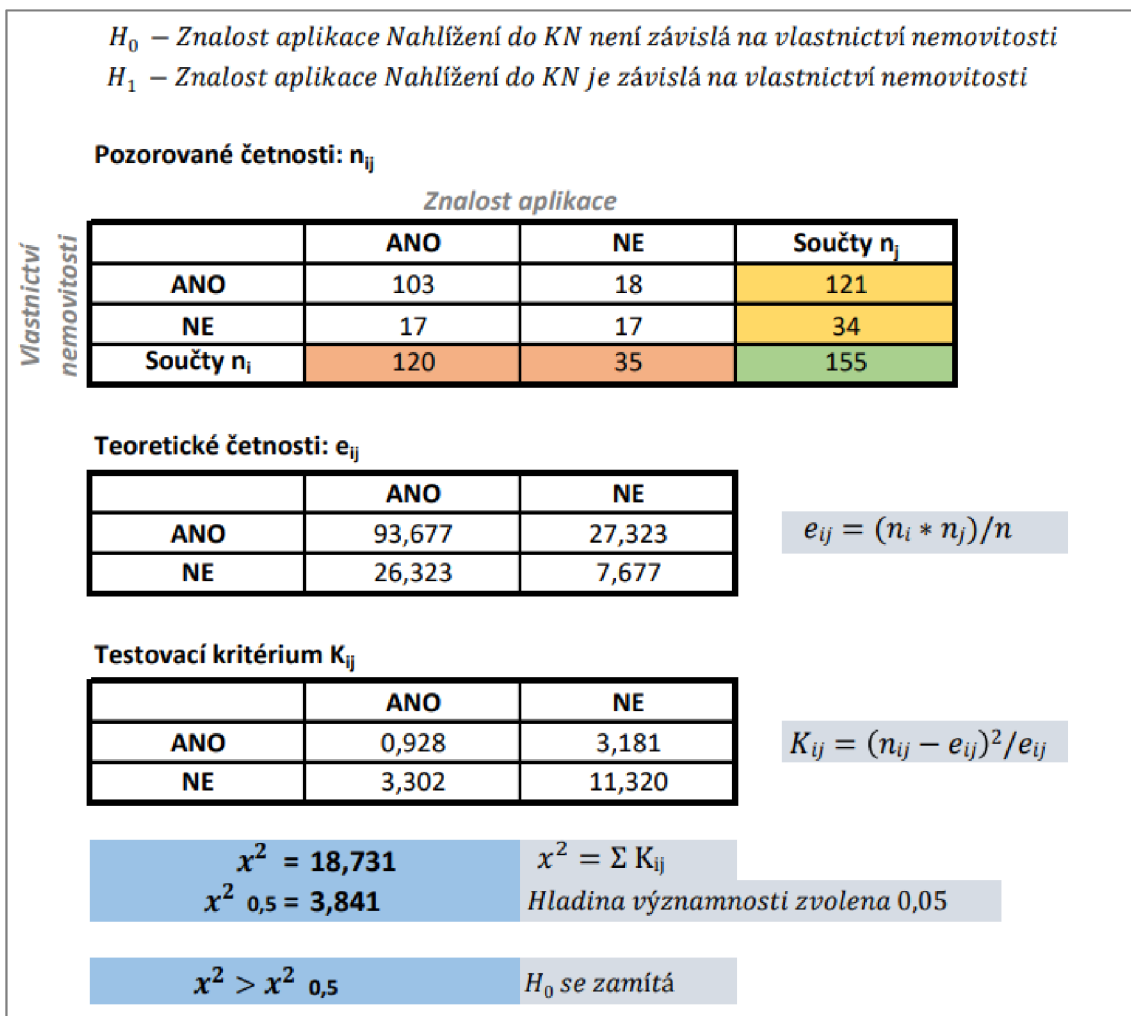 H₀ – Znalost aplikace Nahlížení do KN není závislá na vlastnictví nemovitosti
H₁ – Znalost aplikace Nahlížení do KN je závislá na vlastnictví nemovitosti
Pozorované četnosti: nᵢⱼ
Znalost aplikace
Vlastnictví
nemovitosti
ANO NE Součty nⱼ
ANO 103 18 121
NE 17 17 34
Součty nᵢ 120 35 155
Teoretické četnosti: eᵢⱼ
ANO NE
ANO 93,677 27,323
NE 26,323 7,677
eᵢⱼ = (nᵢ * nⱼ)/n
Testovací kritérium Kᵢⱼ
ANO NE
ANO 0,928 3,181
NE 3,302 11,320
Kᵢⱼ = (nᵢⱼ − eᵢⱼ)²/eᵢⱼ
x² = 18,731 x² = Σ Kᵢⱼ
x² 0,5 = 3,841 Hladina významnosti zvolena 0,05
x² > x² 0,5 H₀ se zamítá